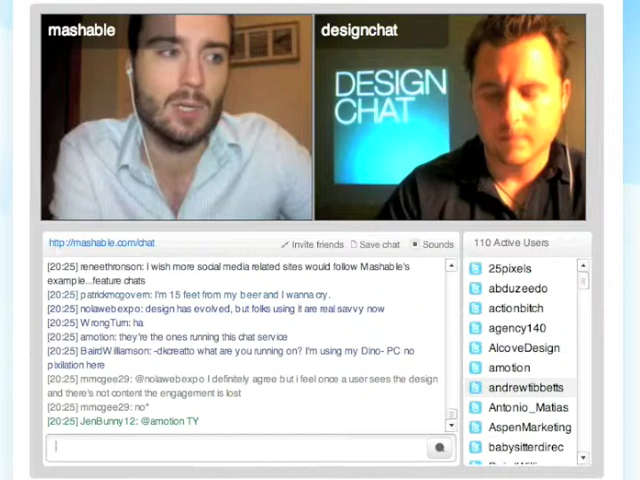 mashable
designchat
DESIGN
CHAT
http://mashable.com/chat
Invite friends
Save chat
Sounds
110 Active Users
[20:25] reneethronson: I wish more social media related sites would follow Mashable's
example...feature chats
[20:25] patrickmcgovern: I'm 15 feet from my beer and I wanna cry.
[20:25] nolawebexpo: design has evolved, but folks using it are real savvy now
[20:25] WrongTurn: ha
[20:25] amotion: they're the ones running this chat service
[20:25] BairdWilliamson: -dkcreatto what are you running on? I'm using my Dino- PC no
pixilation here
[20:25] mmcgee29: @nolawebexpo I definitely agree but i feel once a user sees the design
and there's not content the engagement is lost
[20:25] mmcgee29: no*
[20:25] JenBunny12: @amotion TY
25pixels
abduzeedo
actionbitch
agency140
AlcoveDesign
amotion
andrewtibbetts
Antonio_Matias
AspenMarketing
babysitterdirec